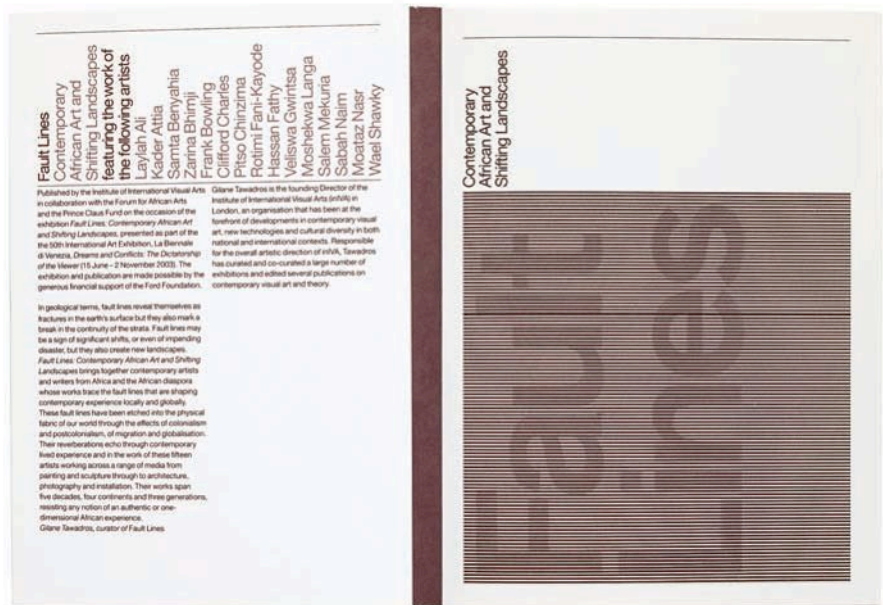 Fault Lines
Contemporary
African Art and
Shifting Landscapes
featuring the work of
the following artists
Laylah Ali
Kader Attia
Samta Benyahia
Zarina Bhimji
Frank Bowling
Clifford Charles
Pitso Chinzima
Rotimi Fani-Kayode
Hassan Fathy
Veliswa Gwintsa
Moshekwa Langa
Salem Mekuria
Sabah Naim
Moataz Nasr
Wael Shawky
Published by the Institute of International Visual Arts
in collaboration with the Forum for African Arts
and the Prince Claus Fund on the occasion of the
exhibition Fault Lines: Contemporary African Art
and Shifting Landscapes, presented as part of the
the 50th International Art Exhibition, La Biennale
di Venezia, Dreams and Conflicts: The Dictatorship
of the Viewer (15 June – 2 November 2003). The
exhibition and publication are made possible by the
generous financial support of the Ford Foundation.
In geological terms, fault lines reveal themselves as
fractures in the earth's surface but they also mark a
break in the continuity of the strata. Fault lines may
be a sign of significant shifts, or even of impending
disaster, but they also create new landscapes.
Fault Lines: Contemporary African Art and Shifting
Landscapes brings together contemporary artists
and writers from Africa and the African diaspora
whose works trace the fault lines that are shaping
contemporary experience locally and globally.
These fault lines have been etched into the physical
fabric of our world through the effects of colonialism
and postcolonialism, of migration and globalisation.
Their reverberations echo through contemporary
lived experience and in the work of these fifteen
artists working across a range of media from
painting and sculpture through to architecture,
photography and installation. Their works span
five decades, four continents and three generations,
resisting any notion of an authentic or one-
dimensional African experience.
Gilane Tawadros, curator of Fault Lines
Gilane Tawadros is the founding Director of the
Institute of International Visual Arts (inIVA) in
London, an organisation that has been at the
forefront of developments in contemporary visual
art, new technologies and cultural diversity in both
national and international contexts. Responsible
for the overall artistic direction of inIVA, Tawadros
has curated and co-curated a large number of
exhibitions and edited several publications on
contemporary visual art and theory.
Contemporary
African Art and
Shifting Landscapes
Fault
Lines